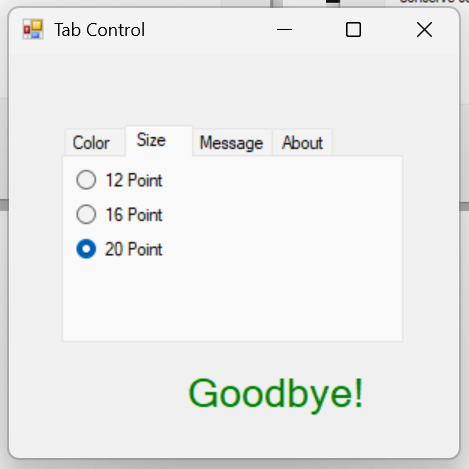 Tab Control
Color Size Message About
12 Point
16 Point
20 Point
Goodbye!